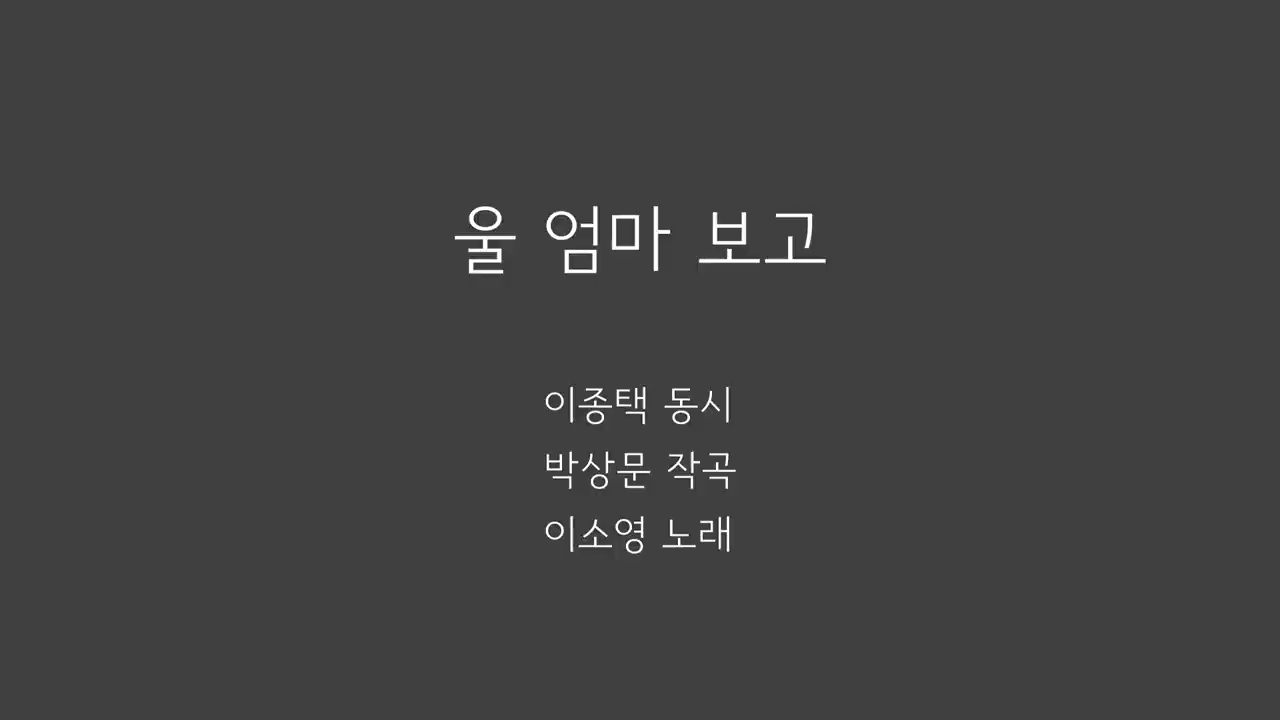 울 엄마 보고
이종택 동시
박상문 작곡
이소영 노래